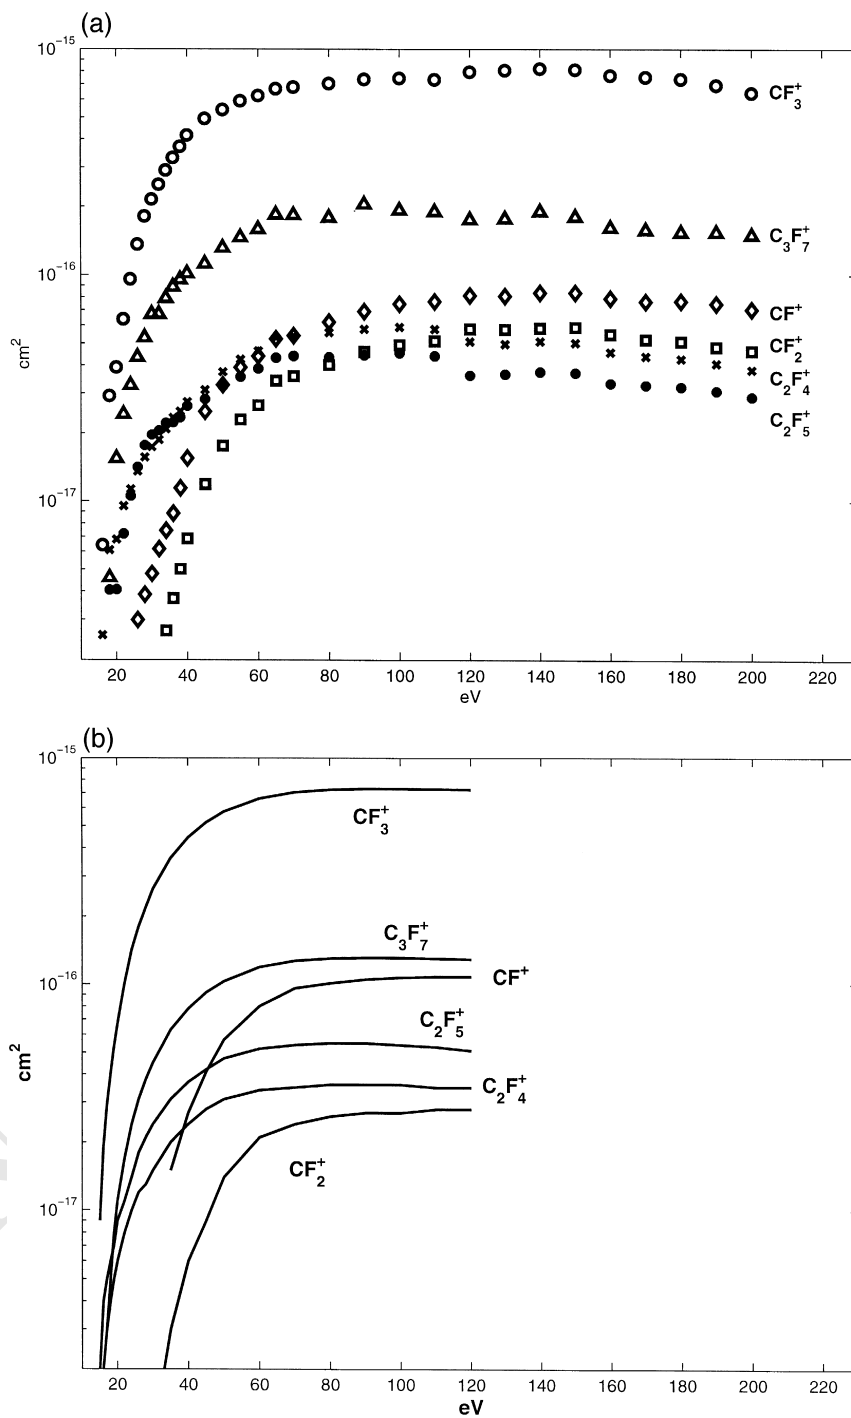 (a)
10⁻¹⁵
CF₃⁺
C₃F₇⁺
10⁻¹⁶
CF⁺
CF₂⁺
cm²
C₂F₄⁺
C₂F₅⁺
10⁻¹⁷
20 40 60 80 100 120 140 160 180 200 220
eV
(b)
10⁻¹⁵
CF₃⁺
C₃F₇⁺
10⁻¹⁶
CF⁺
C₂F₅⁺
cm²
C₂F₄⁺
CF₂⁺
10⁻¹⁷
20 40 60 80 100 120 140 160 180 200 220
eV